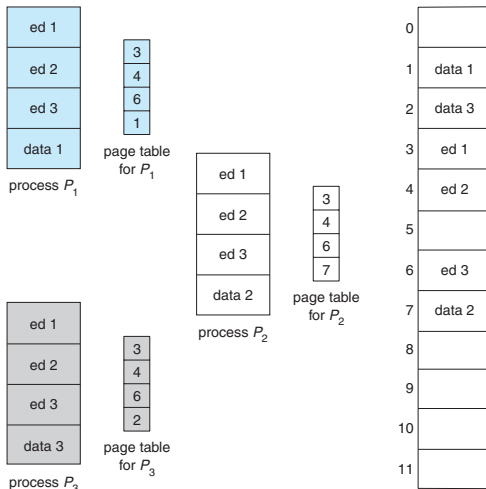 ed 1
ed 2
ed 3
data 1
process P1
3
4
6
1
page table
for P1
ed 1
ed 2
ed 3
data 2
process P2
3
4
6
7
page table
for P2
ed 1
ed 2
ed 3
data 3
process P3
3
4
6
2
page table
for P3
0
1 data 1
2 data 3
3 ed 1
4 ed 2
5
6 ed 3
7 data 2
8
9
10
11